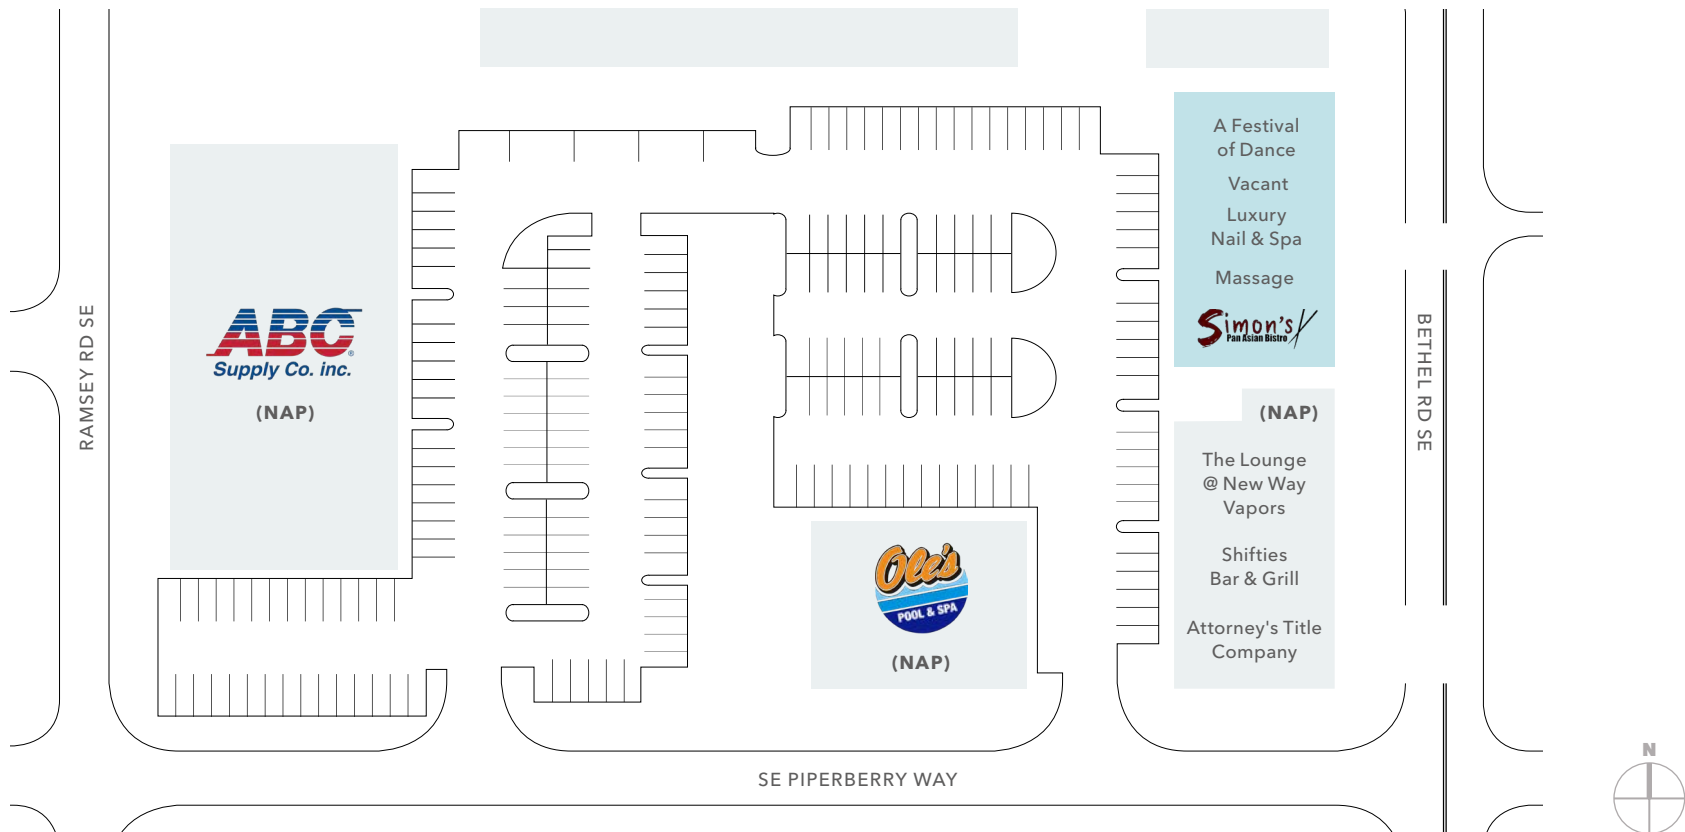 A Festival
of Dance
Vacant
Luxury
Nail & Spa
Massage
Simon's
Pan Asian Bistro
ABC®
Supply Co. inc.
(NAP)
RAMSEY RD SE
BETHEL RD SE
(NAP)
The Lounge
@ New Way
Vapors
Shifties
Bar & Grill
Attorney's Title
Company
Ole's
POOL & SPA
(NAP)
SE PIPERBERRY WAY
N